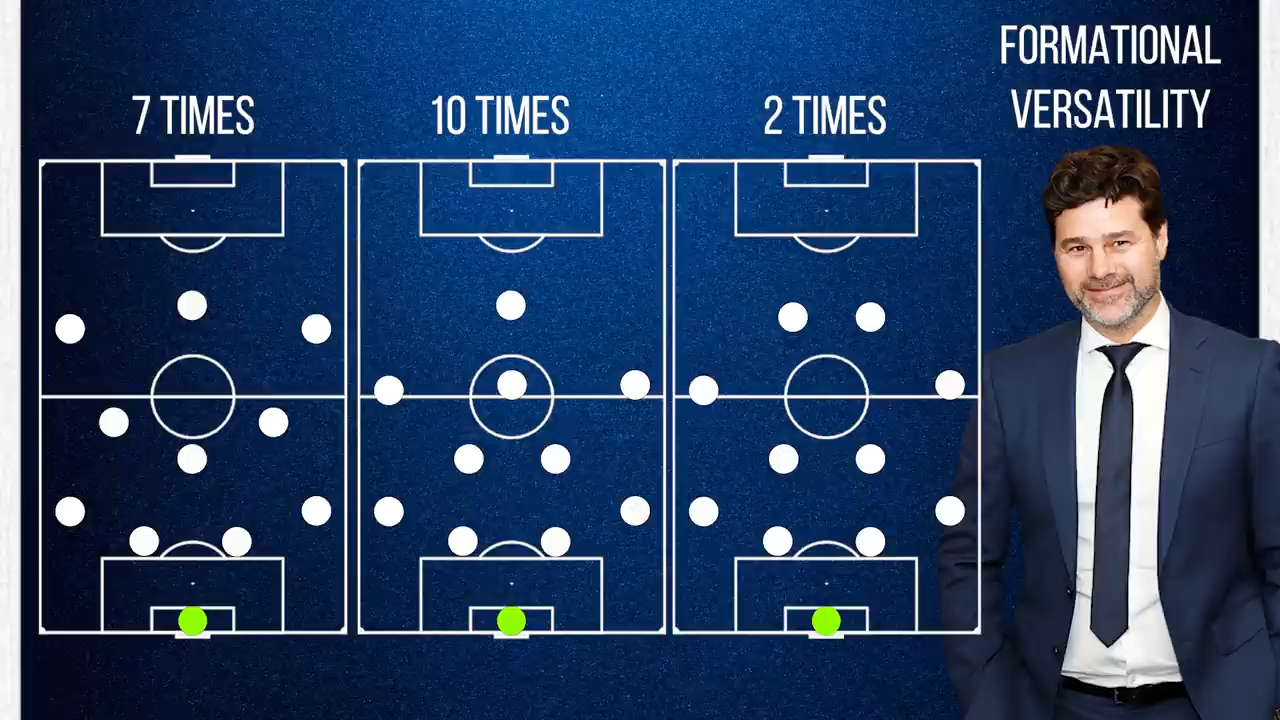 FORMATIONAL
VERSATILITY
7 TIMES
10 TIMES
2 TIMES